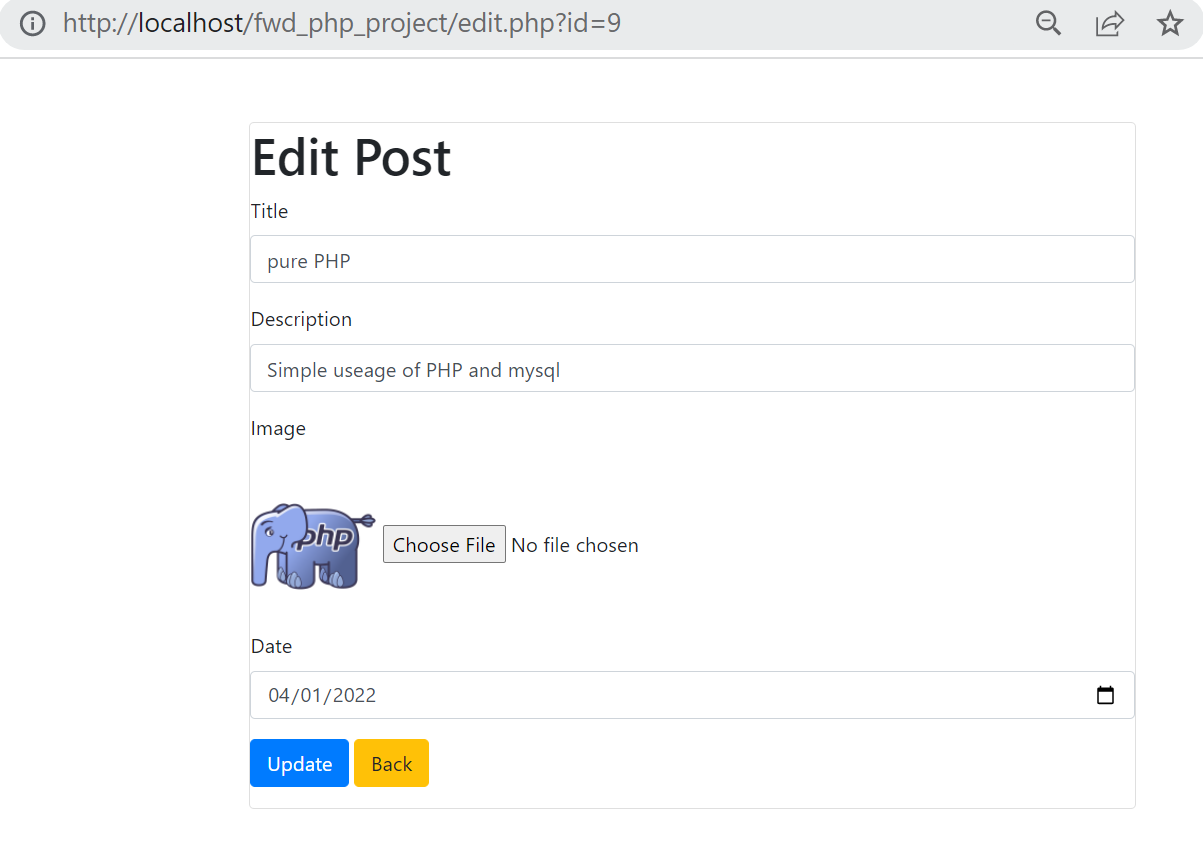 http://localhost/fwd_php_project/edit.php?id=9
Edit Post
Title
pure PHP
Description
Simple useage of PHP and mysql
Image
php
Choose File No file chosen
Date
04/01/2022
Update Back